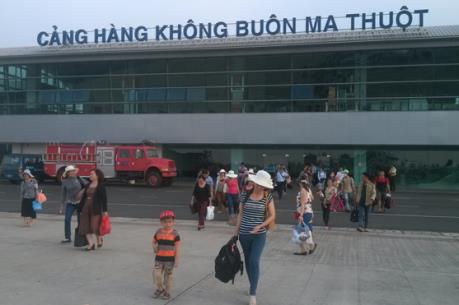 CẢNG HÀNG KHÔNG BUÔN MA THUỘT